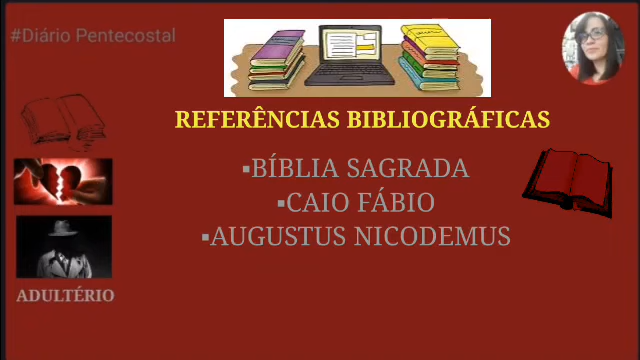 #Diário Pentecostal
REFERÊNCIAS BIBLIOGRÁFICAS
▪BÍBLIA SAGRADA
▪CAIO FÁBIO
▪AUGUSTUS NICODEMUS
ADULTÉRIO